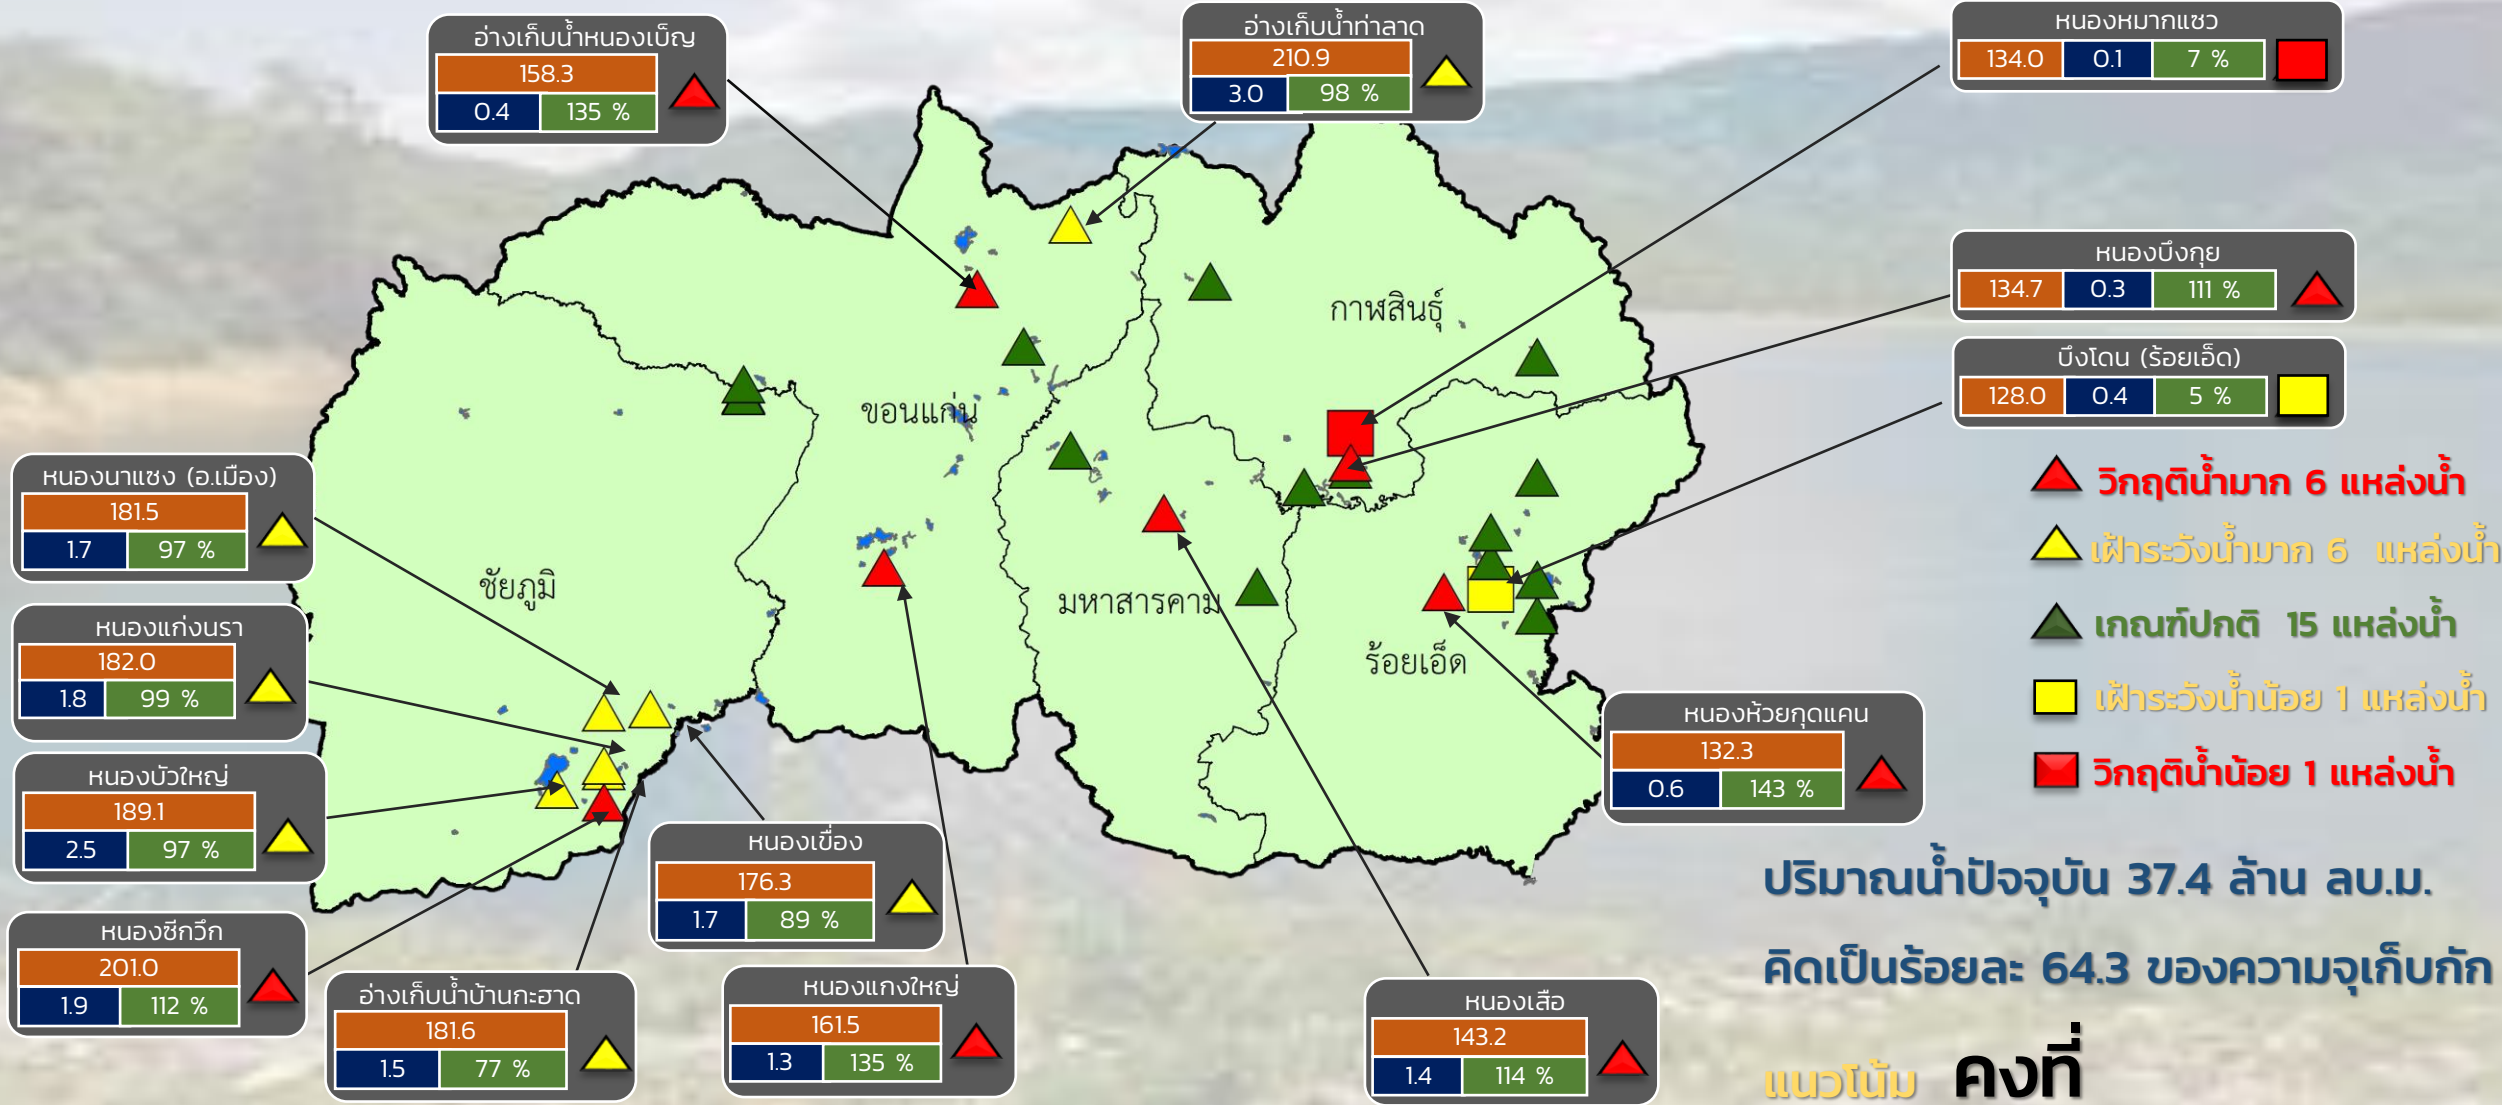 อ่างเก็บน้ำหนองเบ็ญ
158.3
0.4 135 %
อ่างเก็บน้ำท่าลาด
210.9
3.0 98 %
หนองหมากแซว
134.0 0.1 7 %
หนองบึงกุย
134.7 0.3 111 %
บึงโดน (ร้อยเอ็ด)
128.0 0.4 5 %
กาฬสินธุ์
ขอนแก่น
ชัยภูมิ
มหาสารคาม
ร้อยเอ็ด
หนองนาแซง (อ.เมือง)
181.5
1.7 97 %
หนองแก่งนรา
182.0
1.8 99 %
หนองบัวใหญ่
189.1
2.5 97 %
หนองซีกวึก
201.0
1.9 112 %
อ่างเก็บน้ำบ้านกะฮาด
181.6
1.5 77 %
หนองเขื่อง
176.3
1.7 89 %
หนองแกงใหญ่
161.5
1.3 135 %
หนองเสือ
143.2
1.4 114 %
หนองห้วยกุดแคน
132.3
0.6 143 %
วิกฤติน้ำมาก 6 แหล่งน้ำ
เฝ้าระวังน้ำมาก 6 แหล่งน้ำ
เกณฑ์ปกติ 15 แหล่งน้ำ
เฝ้าระวังน้ำน้อย 1 แหล่งน้ำ
วิกฤติน้ำน้อย 1 แหล่งน้ำ
ปริมาณน้ำปัจจุบัน 37.4 ล้าน ลบ.ม.
คิดเป็นร้อยละ 64.3 ของความจุเก็บกัก
แนวโน้ม คงที่